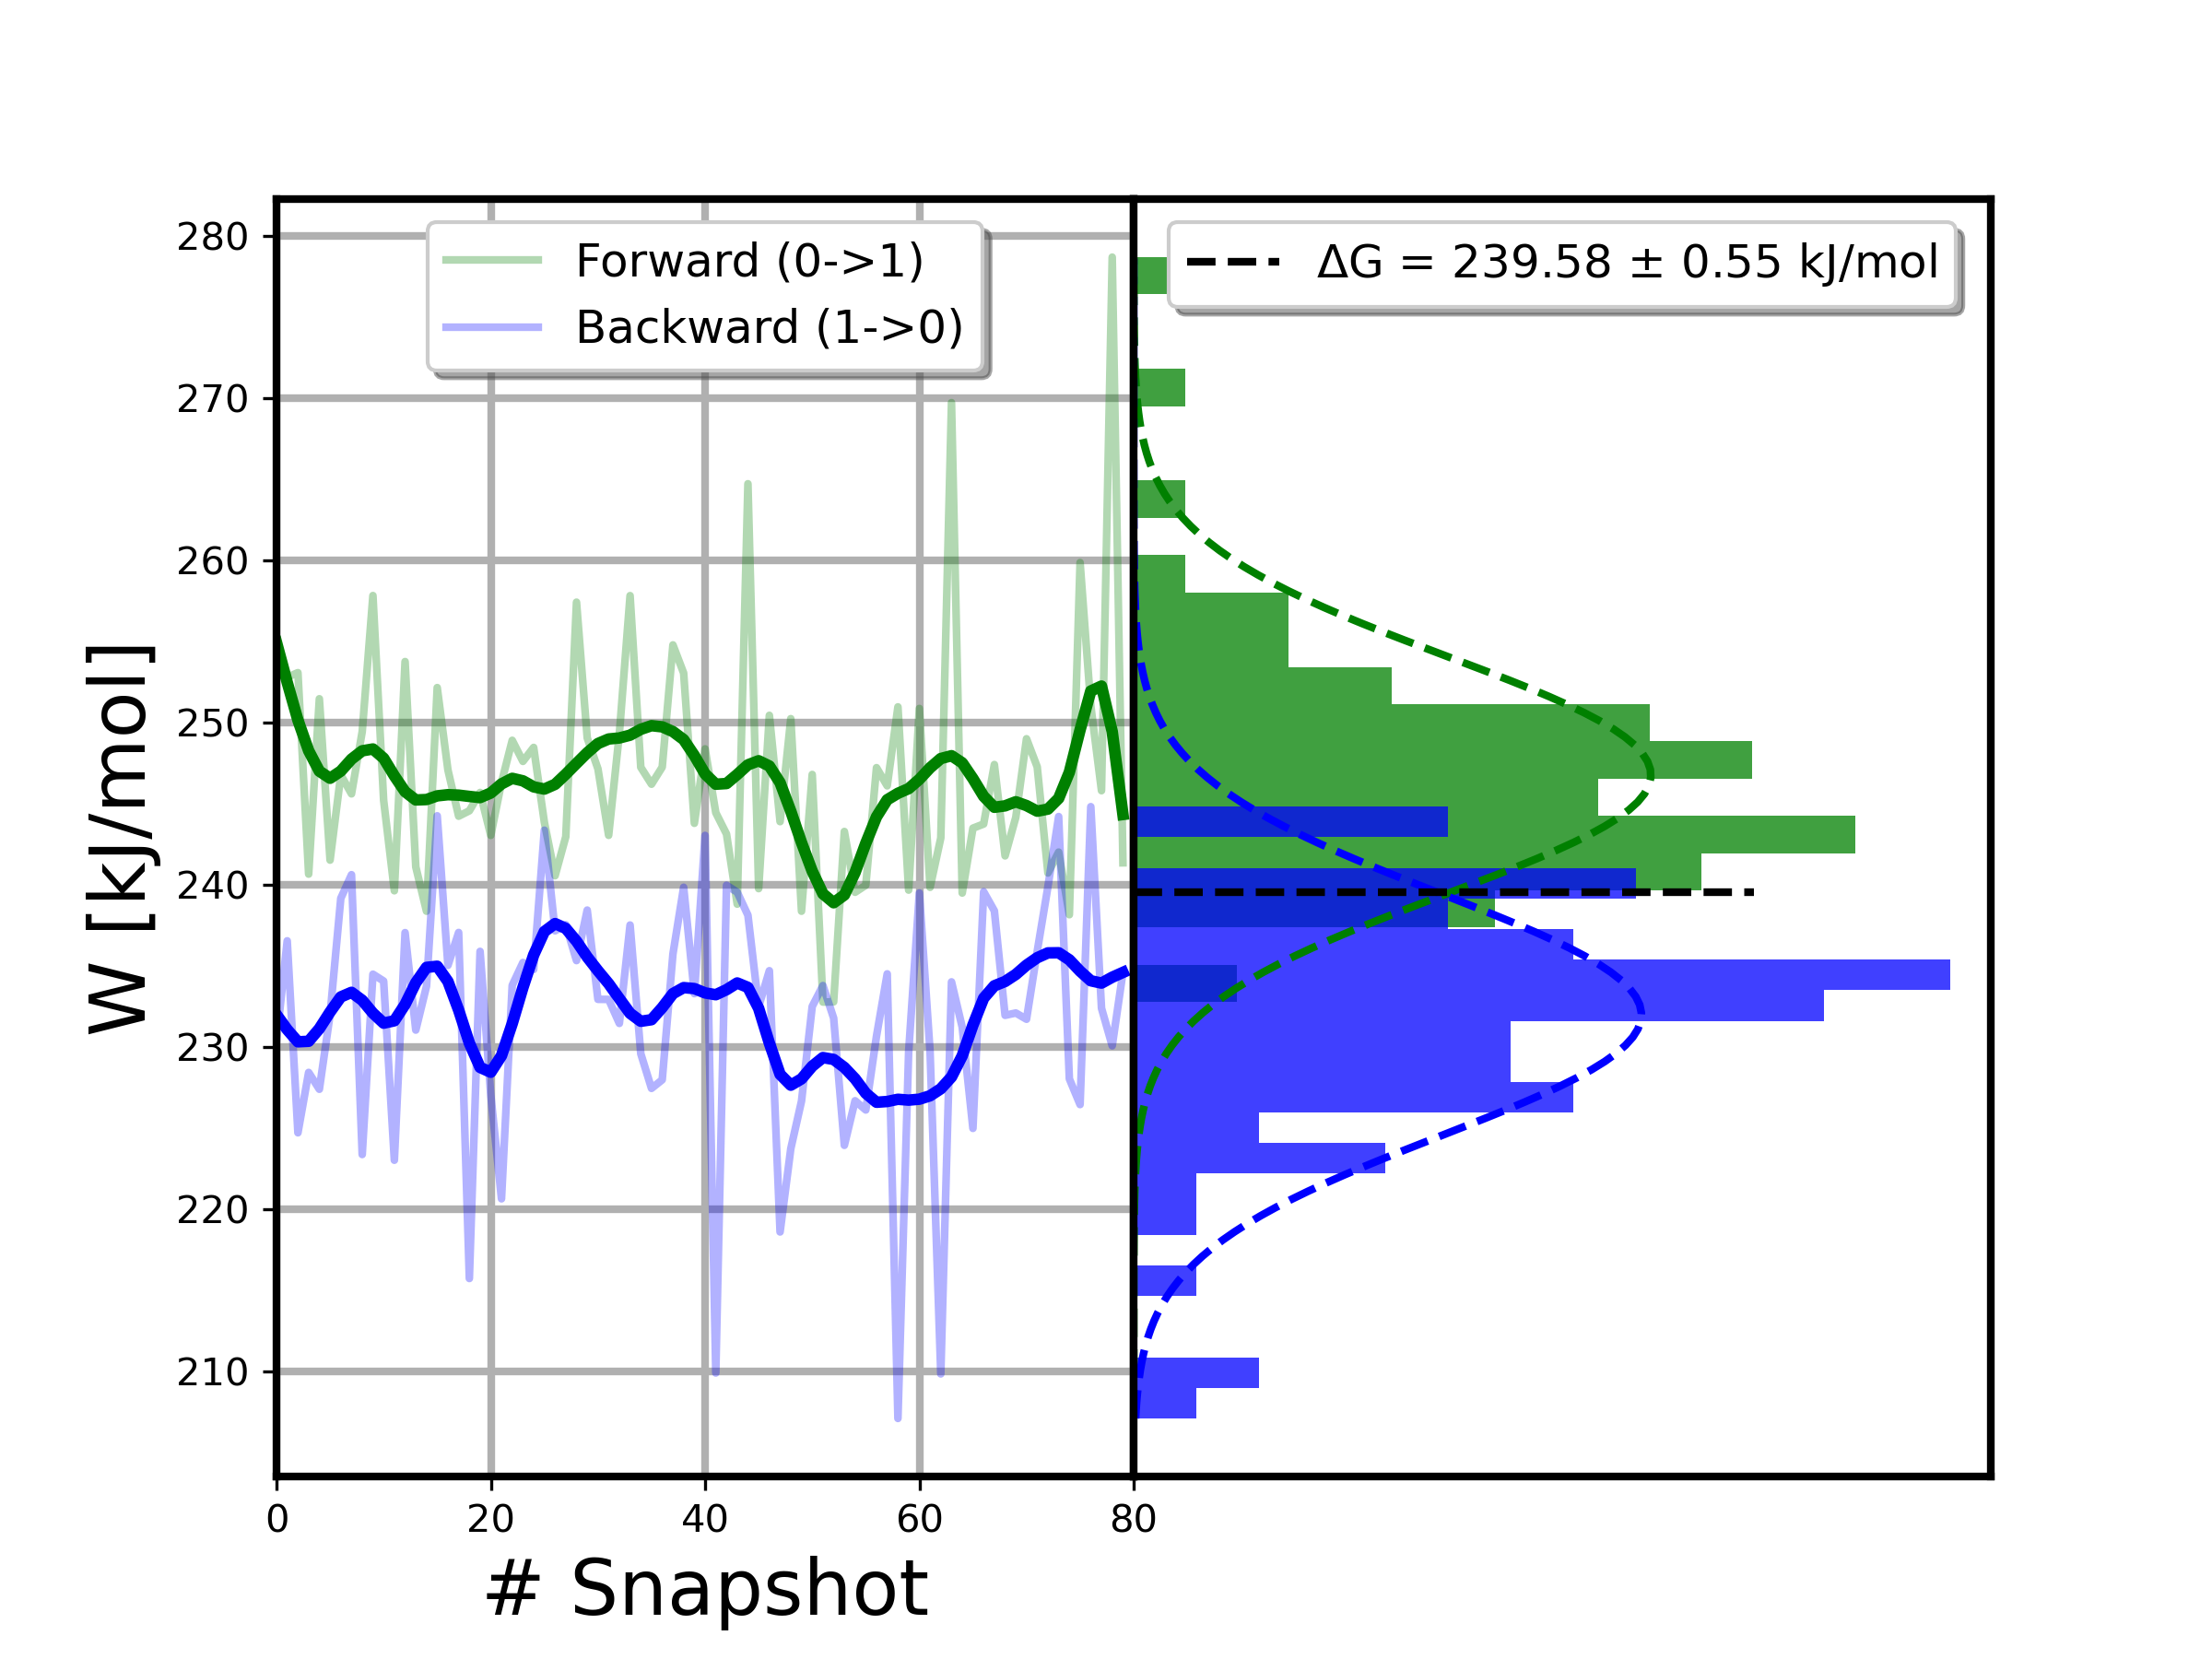 Forward (0->1)
Backward (1->0)
ΔG = 239.58 ± 0.55 kJ/mol
W [kJ/mol]
280
270
260
250
240
230
220
210
0 20 40 60 80
# Snapshot